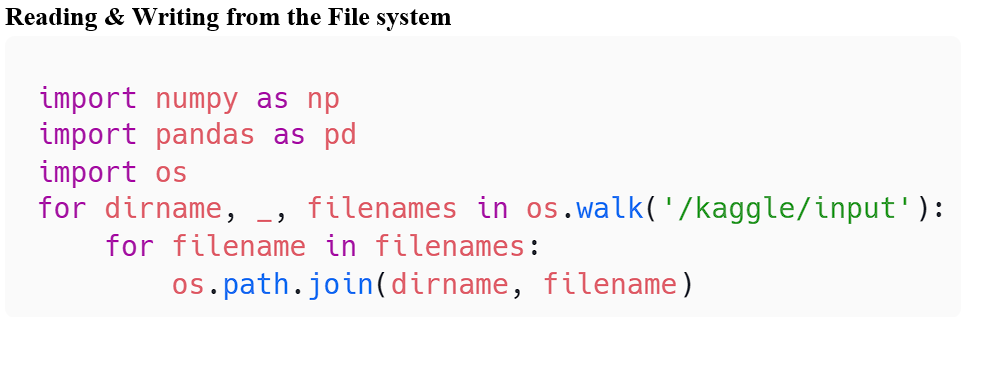 Reading & Writing from the File system
import numpy as np
import pandas as pd
import os
for dirname, _, filenames in os.walk('/kaggle/input'):
    for filename in filenames:
        os.path.join(dirname, filename)